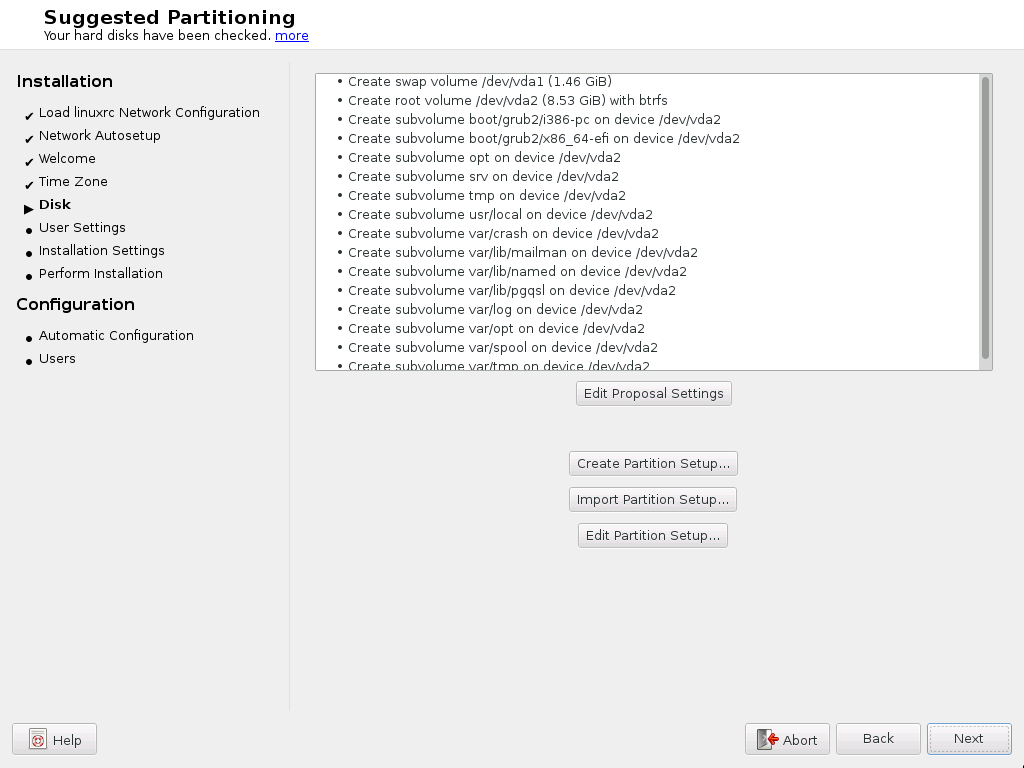 Suggested Partitioning
Your hard disks have been checked. more
Installation
✔ Load linuxrc Network Configuration
✔ Network Autosetup
✔ Welcome
✔ Time Zone
▶ Disk
● User Settings
● Installation Settings
● Perform Installation
Configuration
● Automatic Configuration
● Users
• Create swap volume /dev/vda1 (1.46 GiB)
• Create root volume /dev/vda2 (8.53 GiB) with btrfs
• Create subvolume boot/grub2/i386-pc on device /dev/vda2
• Create subvolume boot/grub2/x86_64-efi on device /dev/vda2
• Create subvolume opt on device /dev/vda2
• Create subvolume srv on device /dev/vda2
• Create subvolume tmp on device /dev/vda2
• Create subvolume usr/local on device /dev/vda2
• Create subvolume var/crash on device /dev/vda2
• Create subvolume var/lib/mailman on device /dev/vda2
• Create subvolume var/lib/named on device /dev/vda2
• Create subvolume var/lib/pgqsl on device /dev/vda2
• Create subvolume var/log on device /dev/vda2
• Create subvolume var/opt on device /dev/vda2
• Create subvolume var/spool on device /dev/vda2
• Create subvolume var/tmp on device /dev/vda2
Edit Proposal Settings
Create Partition Setup...
Import Partition Setup...
Edit Partition Setup...
Help
Abort
Back
Next